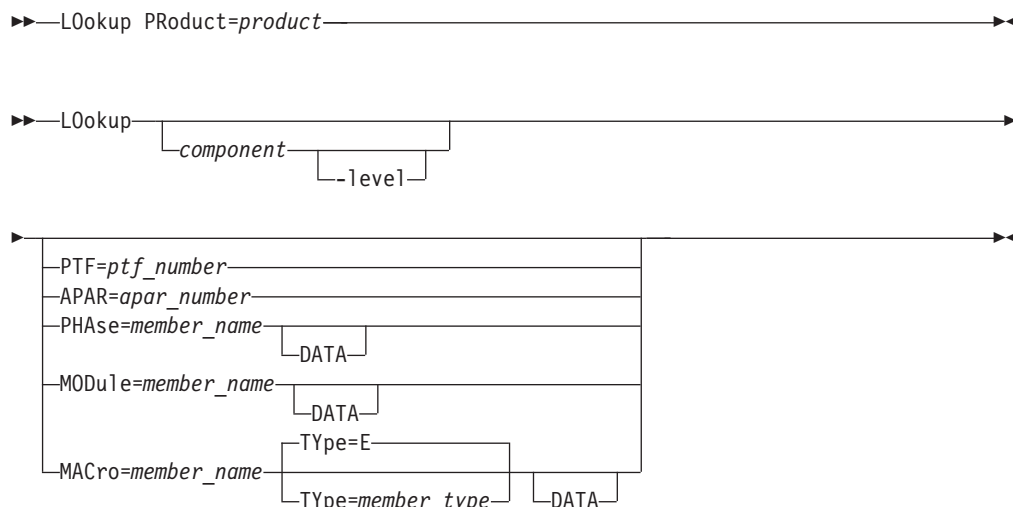 LOokup PRoduct=product
LOokup
component
-level
PTF=ptf_number
APAR=apar_number
PHAse=member_name
DATA
MODule=member_name
DATA
TYpe=E
MACro=member_name
TYpe=member_type
DATA